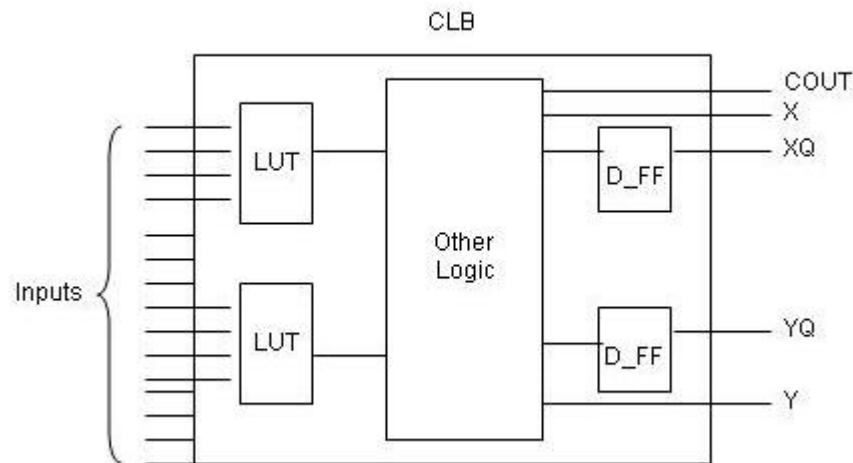 CLB
COUT
X
XQ
LUT
D_FF
Other
Logic
Inputs
LUT
D_FF
YQ
Y